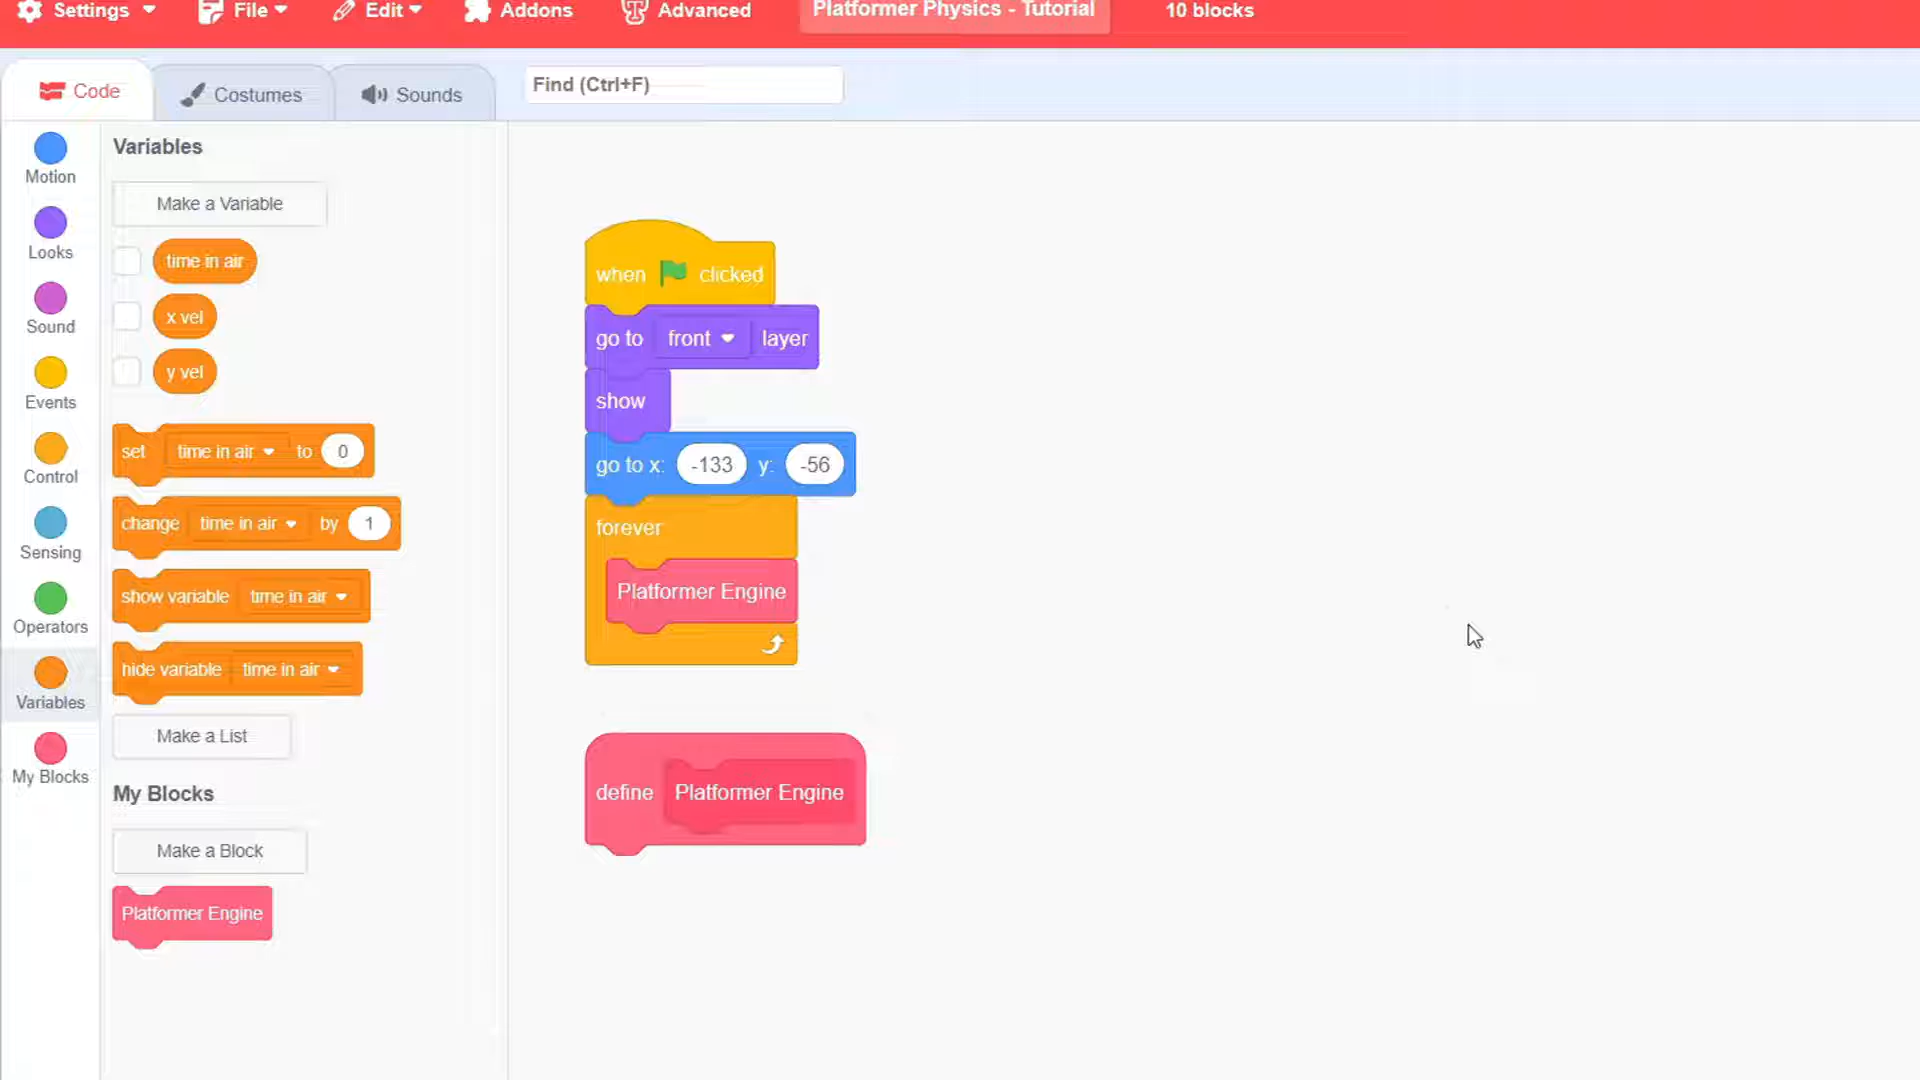 Settings File Edit Addons Advanced Platformer Physics - Tutorial 10 blocks
Code Costumes Sounds Find (Ctrl+F)
Motion
Looks
Sound
Events
Control
Sensing
Operators
Variables
My Blocks
Variables
Make a Variable
time in air
x vel
y vel
set time in air to 0
change time in air by 1
show variable time in air
hide variable time in air
Make a List
My Blocks
Make a Block
Platformer Engine
when clicked
go to front layer
show
go to x: -133 y: -56
forever
Platformer Engine
define Platformer Engine